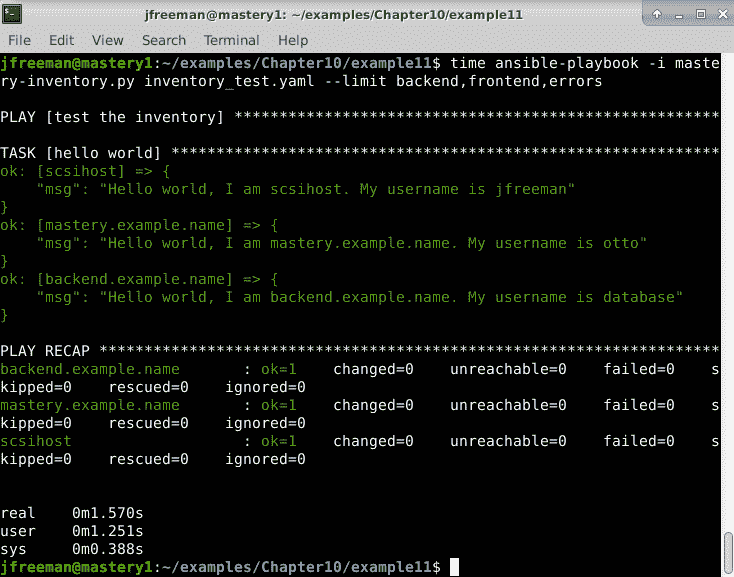 jfreeman@mastery1: ~/examples/Chapter10/example11
File Edit View Search Terminal Help
jfreeman@mastery1:~/examples/Chapter10/example11$ time ansible-playbook -i maste
ry-inventory.py inventory_test.yaml --limit backend,frontend,errors
PLAY [test the inventory] ******************************************************
TASK [hello world] *************************************************************
ok: [scsihost] => {
    "msg": "Hello world, I am scsihost. My username is jfreeman"
}
ok: [mastery.example.name] => {
    "msg": "Hello world, I am mastery.example.name. My username is otto"
}
ok: [backend.example.name] => {
    "msg": "Hello world, I am backend.example.name. My username is database"
}
PLAY RECAP *********************************************************************
backend.example.name       : ok=1    changed=0    unreachable=0    failed=0    s
kipped=0    rescued=0    ignored=0
mastery.example.name       : ok=1    changed=0    unreachable=0    failed=0    s
kipped=0    rescued=0    ignored=0
scsihost                   : ok=1    changed=0    unreachable=0    failed=0    s
kipped=0    rescued=0    ignored=0
real    0m1.570s
user    0m1.251s
sys     0m0.388s
jfreeman@mastery1:~/examples/Chapter10/example11$